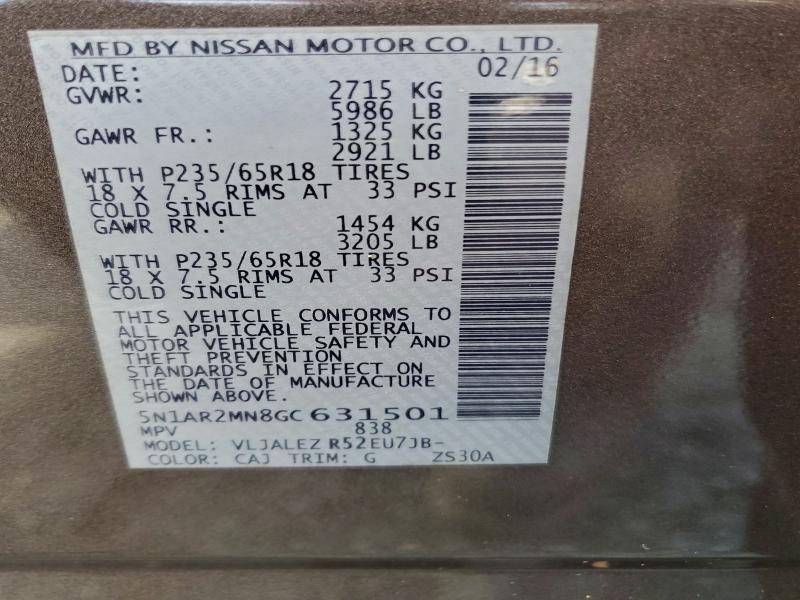 MFD BY NISSAN MOTOR CO., LTD.
DATE: 02/16
GVWR: 2715 KG
5986 LB
GAWR FR.: 1325 KG
2921 LB
WITH P235/65R18 TIRES
18 X 7.5 RIMS AT 33 PSI
COLD SINGLE
GAWR RR.: 1454 KG
3205 LB
WITH P235/65R18 TIRES
18 X 7.5 RIMS AT 33 PSI
COLD SINGLE
THIS VEHICLE CONFORMS TO
ALL APPLICABLE FEDERAL
MOTOR VEHICLE SAFETY AND
THEFT PREVENTION
STANDARDS IN EFFECT ON
THE DATE OF MANUFACTURE
SHOWN ABOVE.
5N1AR2MN8GC631501
MPV 838
MODEL: VLJALEZ R52EU7JB-
COLOR: CAJ TRIM: G ZS30A